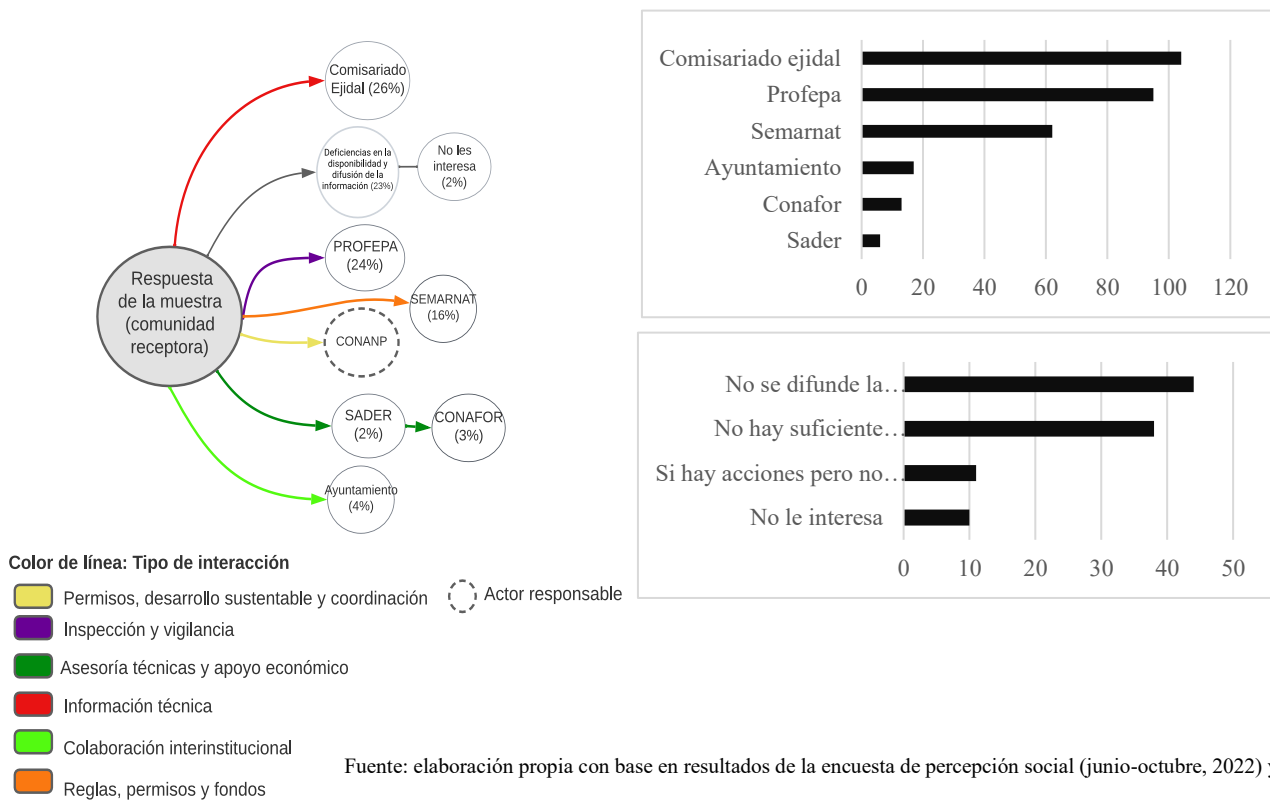 Comisariado
Ejidal (26%)
Deficiencias en la
disponibilidad y
difusión de la
información (23%)
No les
interesa
(2%)
PROFEPA
(24%)
Respuesta
de la muestra
(comunidad
receptora)
SEMARNAT
(16%)
CONANP
SADER
(2%)
CONAFOR
(3%)
Ayuntamiento
(4%)
Color de línea: Tipo de interacción
Permisos, desarrollo sustentable y coordinación
Actor responsable
Inspección y vigilancia
Asesoría técnicas y apoyo económico
Información técnica
Colaboración interinstitucional
Reglas, permisos y fondos
Comisariado ejidal
Profepa
Semarnat
Ayuntamiento
Conafor
Sader
0 20 40 60 80 100 120
No se difunde la…
No hay suficiente…
Si hay acciones pero no…
No le interesa
0 10 20 30 40 50
Fuente: elaboración propia con base en resultados de la encuesta de percepción social (junio-octubre, 2022) y